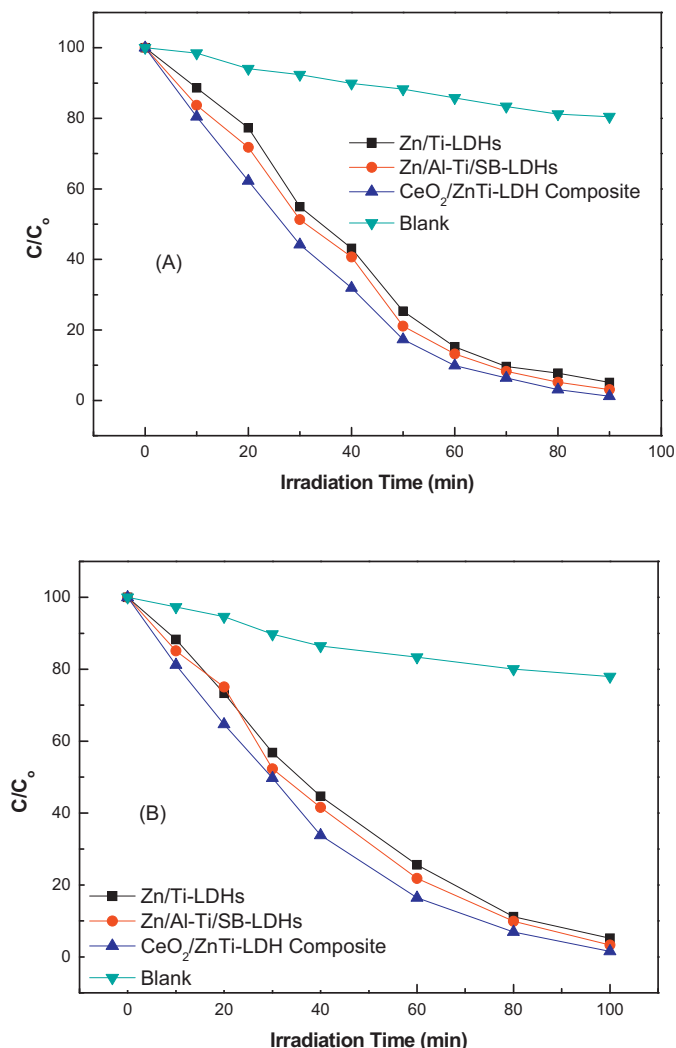 100
80
60
40
20
0
C/Co
Zn/Ti-LDHs
Zn/Al-Ti/SB-LDHs
CeO2/ZnTi-LDH Composite
Blank
(A)
0 20 40 60 80 100
Irradiation Time (min)
100
80
60
40
20
0
C/Co
(B)
Zn/Ti-LDHs
Zn/Al-Ti/SB-LDHs
CeO2/ZnTi-LDH Composite
Blank
0 20 40 60 80 100
Irradiation Time (min)